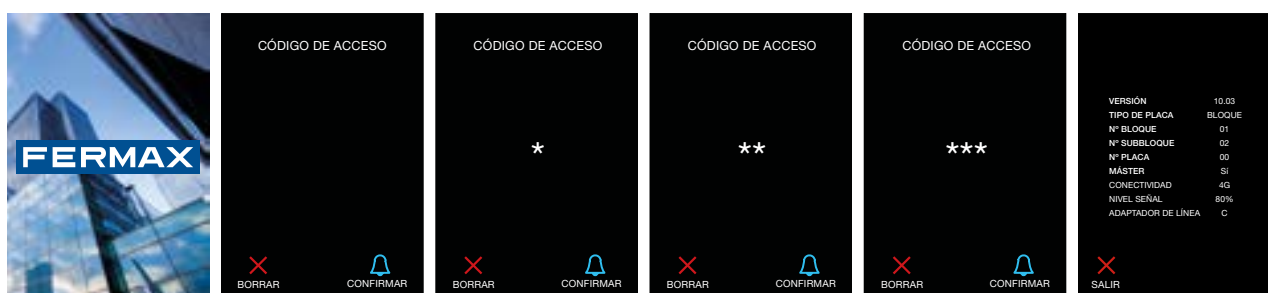 FERMAX
CÓDIGO DE ACCESO
BORRAR CONFIRMAR
CÓDIGO DE ACCESO
*
BORRAR CONFIRMAR
CÓDIGO DE ACCESO
**
BORRAR CONFIRMAR
CÓDIGO DE ACCESO
***
BORRAR CONFIRMAR
VERSIÓN 10.03
TIPO DE PLACA BLOQUE
Nº BLOQUE 01
Nº SUBBLOQUE 02
Nº PLACA 00
MÁSTER Sí
CONECTIVIDAD 4G
NIVEL SEÑAL 80%
ADAPTADOR DE LÍNEA C
SALIR